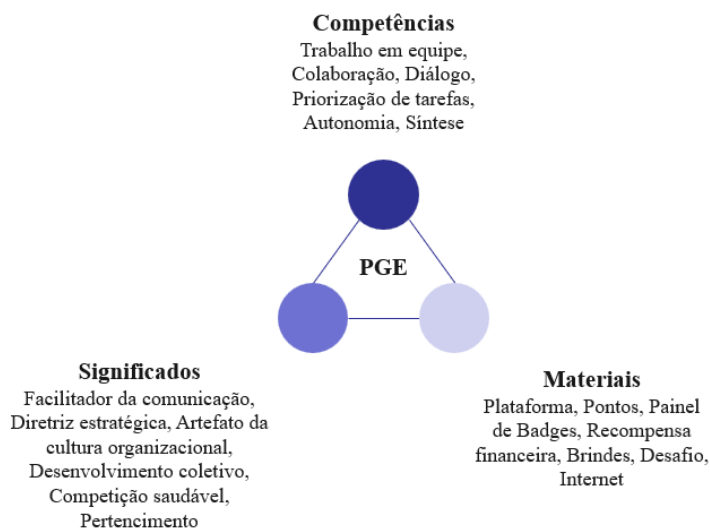 Competências
Trabalho em equipe,
Colaboração, Diálogo,
Priorização de tarefas,
Autonomia, Síntese
PGE
Significados
Facilitador da comunicação,
Diretriz estratégica, Artefato da
cultura organizacional,
Desenvolvimento coletivo,
Competição saudável,
Pertencimento
Materiais
Plataforma, Pontos, Painel
de Badges, Recompensa
financeira, Brindes, Desafio,
Internet